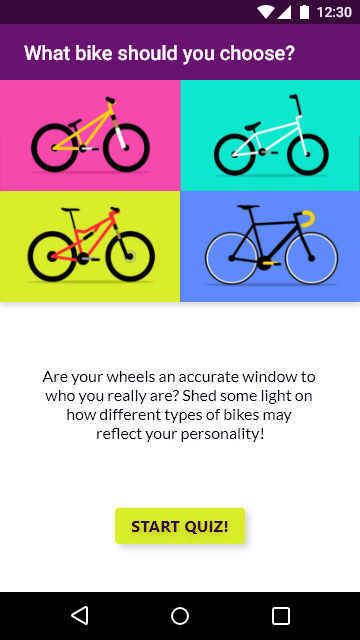 12:30
What bike should you choose?
Are your wheels an accurate window to
who you really are? Shed some light on
how different types of bikes may
reflect your personality!
START QUIZ!